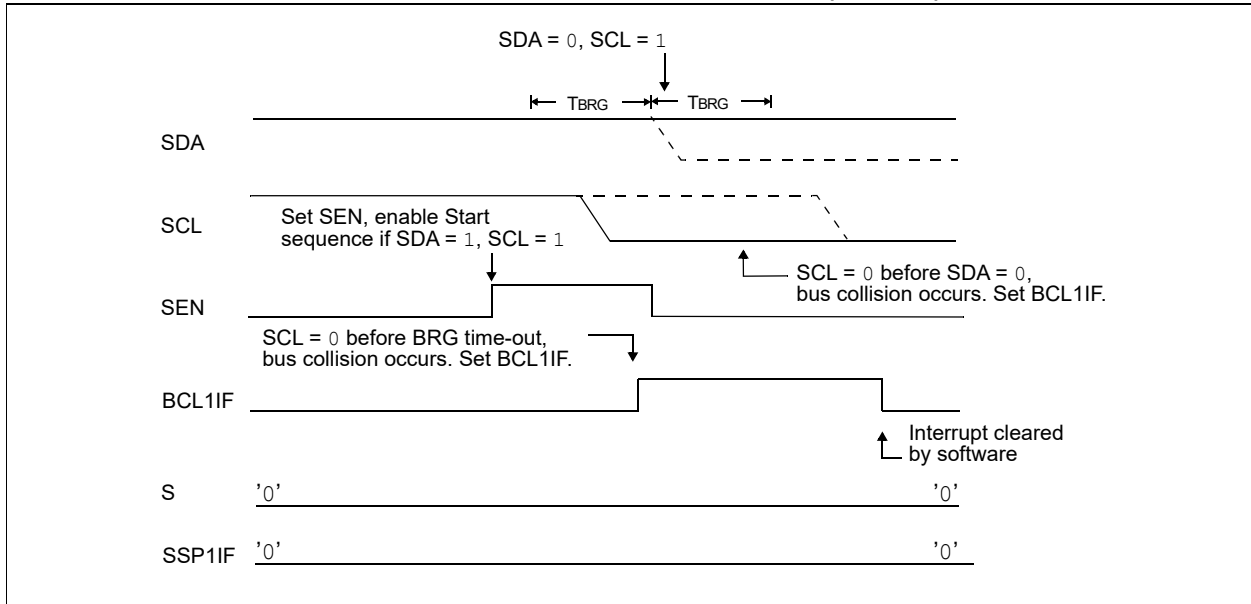 SDA = 0, SCL = 1
TBRG TBRG
SDA
SCL
Set SEN, enable Start
sequence if SDA = 1, SCL = 1
SCL = 0 before SDA = 0,
bus collision occurs. Set BCL1IF.
SEN
SCL = 0 before BRG time-out,
bus collision occurs. Set BCL1IF.
BCL1IF
Interrupt cleared
by software
S '0' '0'
SSP1IF '0' '0'